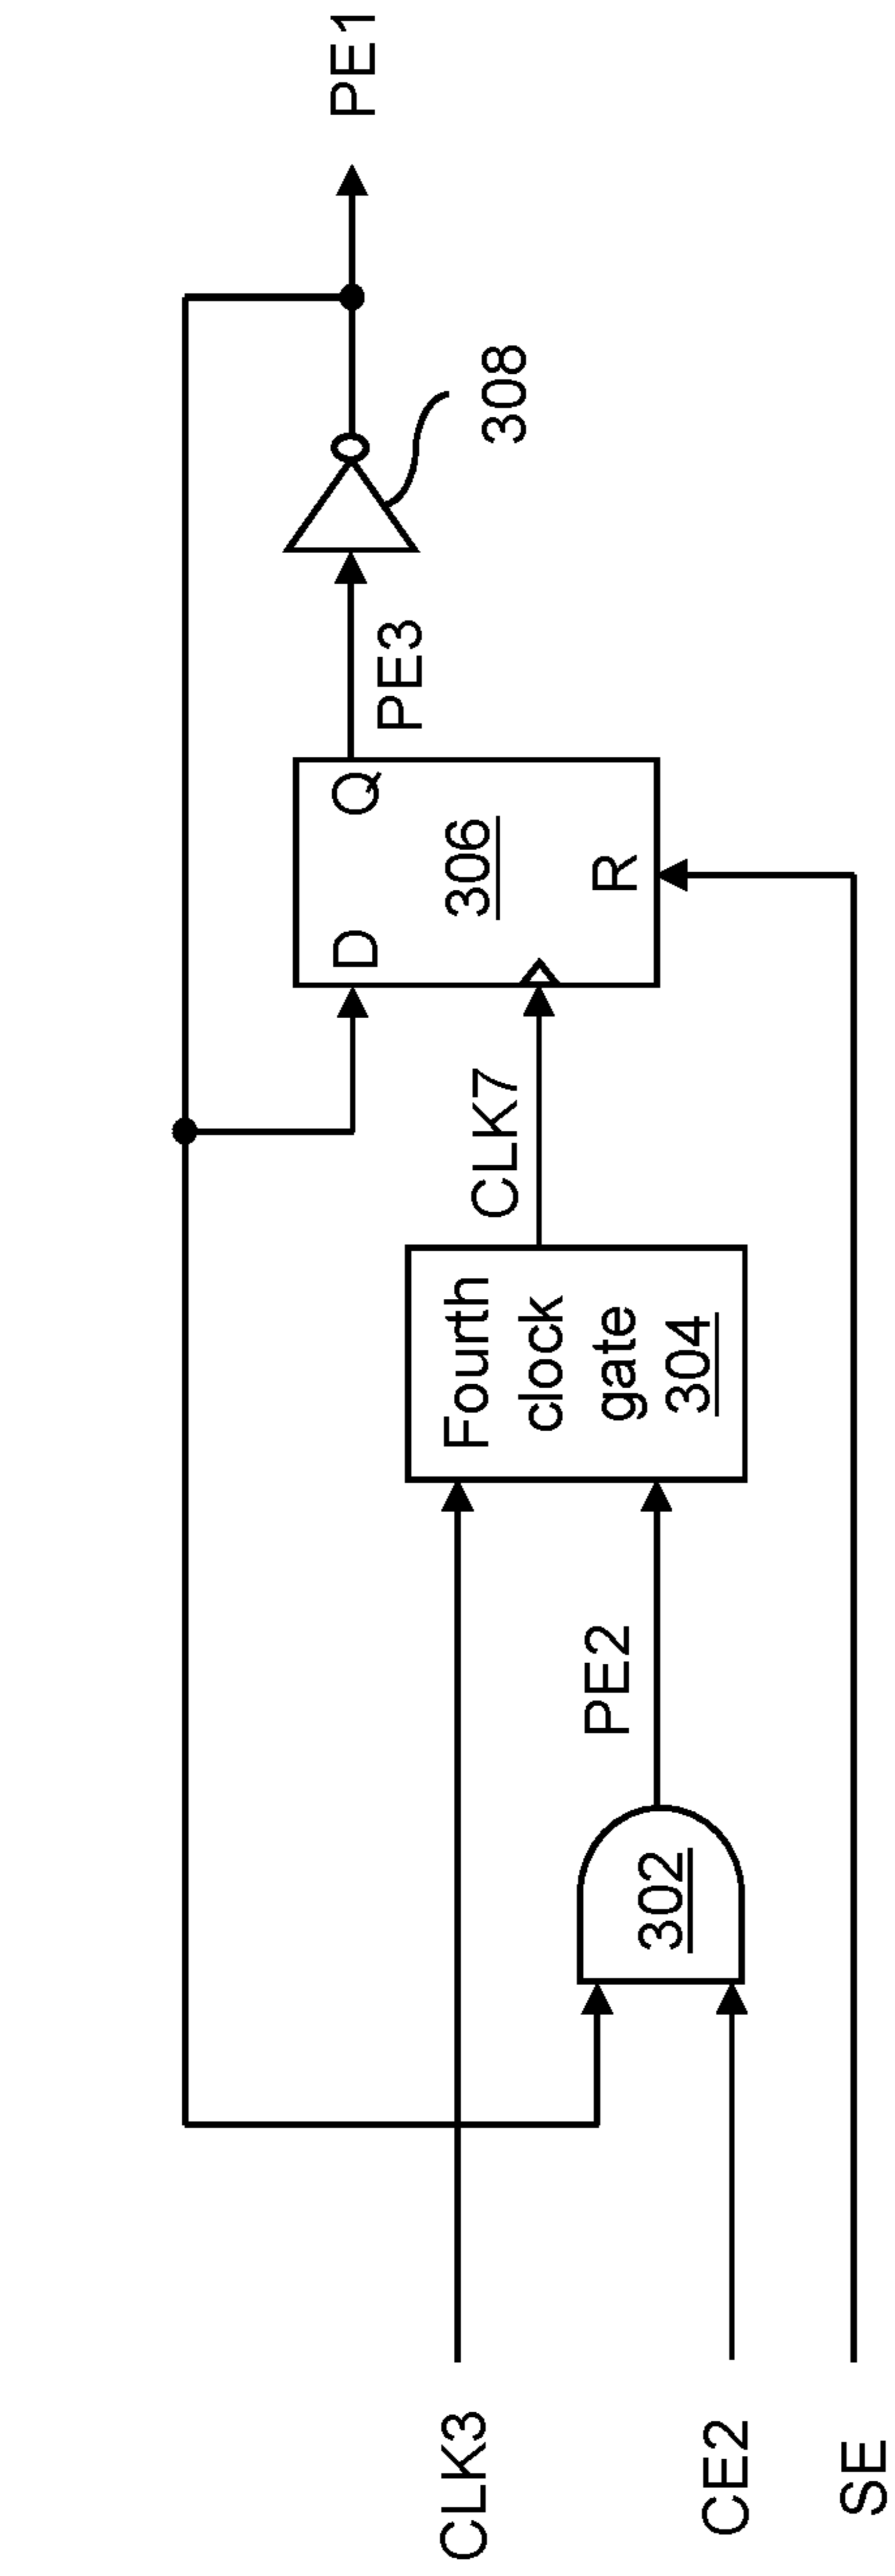 PE1
308
PE3
D
Q
306
R
CLK7
Fourth
clock
gate
304
PE2
302
CLK3
CE2
SE